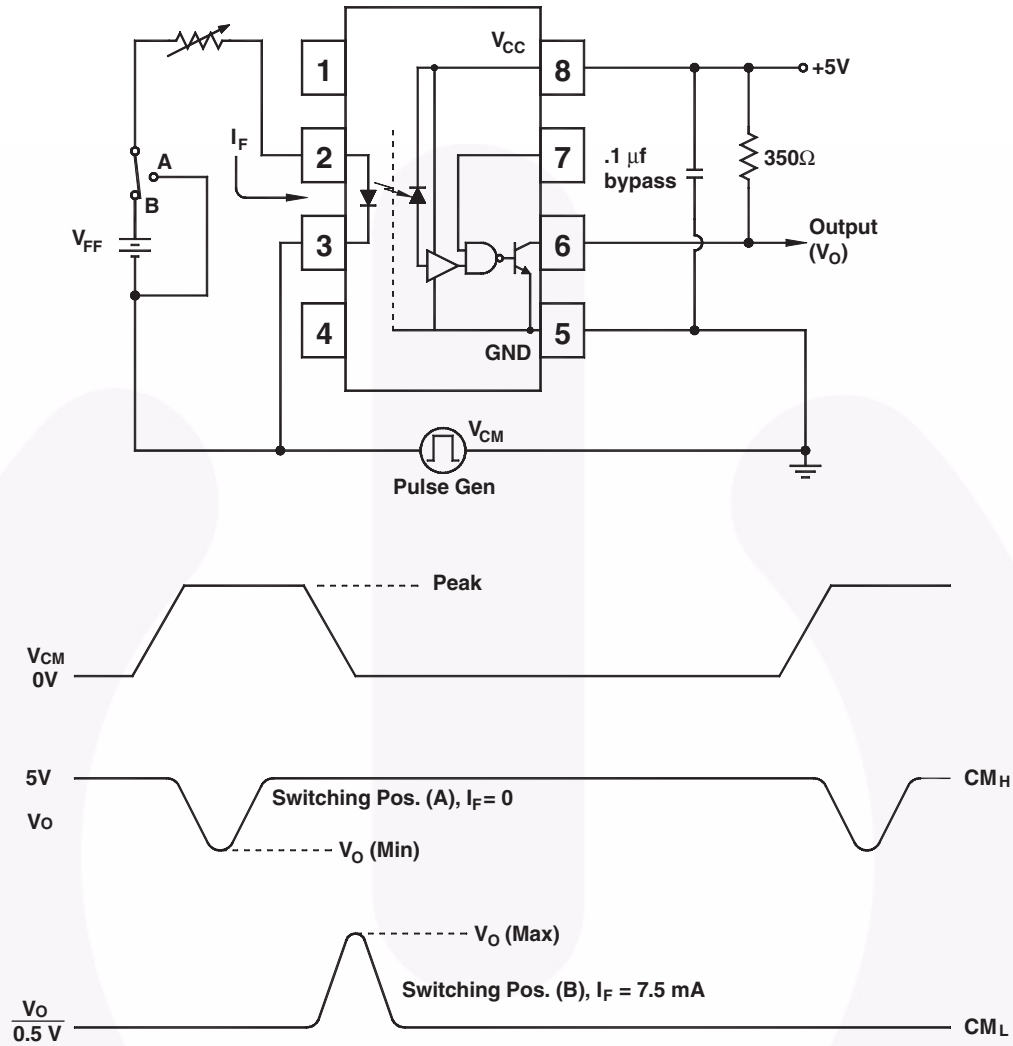 V_CC
1
8
+5V
I_F
A
2
7
.1 μf
bypass
350Ω
B
V_FF
3
6
Output
(V_O)
4
5
GND
V_CM
Pulse Gen
Peak
V_CM
0V
5V
CM_H
Switching Pos. (A), I_F = 0
V_O
V_O (Min)
V_O (Max)
Switching Pos. (B), I_F = 7.5 mA
V_O
0.5 V
CM_L